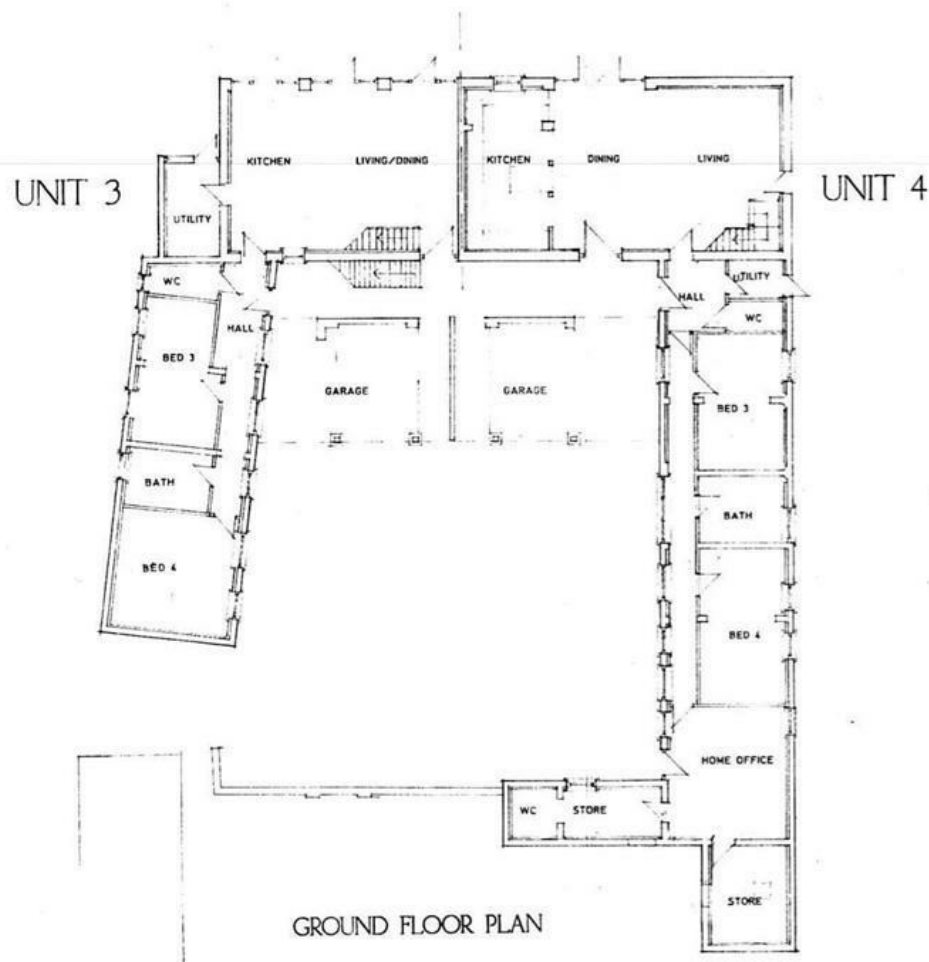 KITCHEN LIVING/DINING KITCHEN DINING LIVING
UNIT 3 UNIT 4
UTILITY
WC UTILITY
HALL HALL
WC
BED 3
GARAGE GARAGE
BED 3
BATH
BATH
BED 4
BED 4
HOME OFFICE
WC STORE
STORE
GROUND FLOOR PLAN